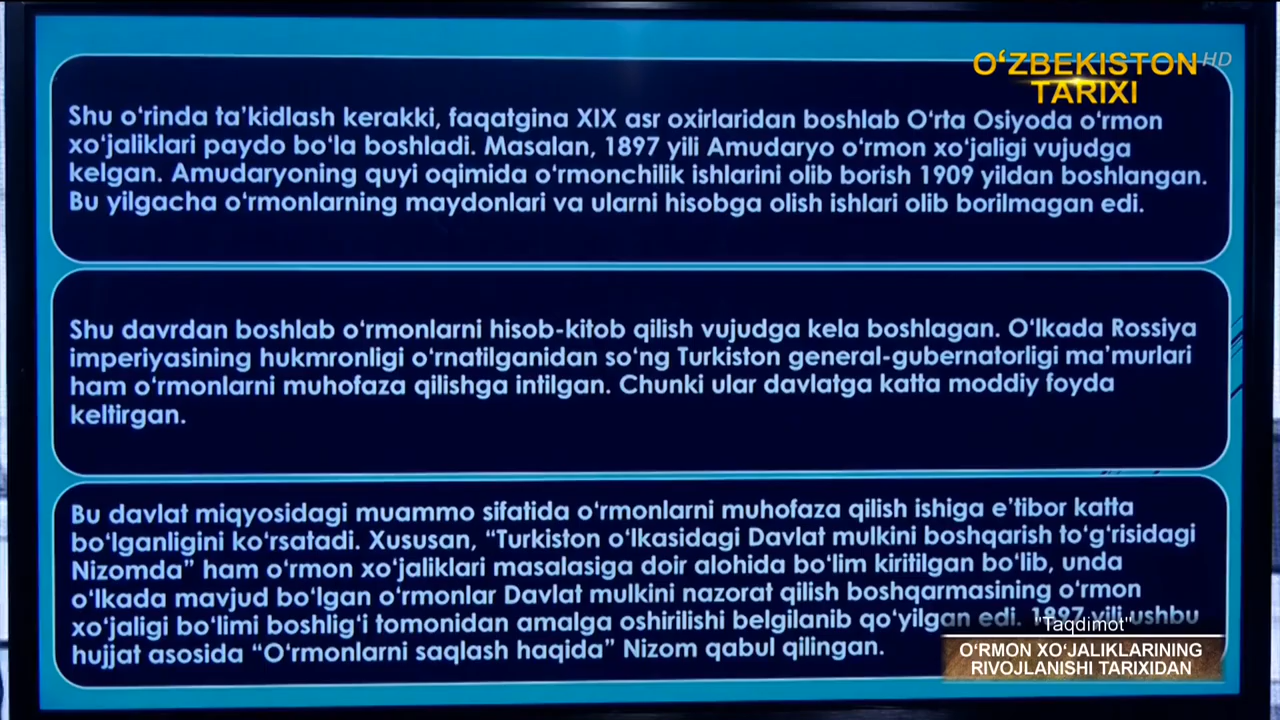 O‘ZBEKISTON HD
TARIXI
Shu o‘rinda ta’kidlash kerakki, faqatgina XIX asr oxirlaridan boshlab O‘rta Osiyoda o‘rmon
xo‘jaliklari paydo bo‘la boshladi. Masalan, 1897 yili Amudaryo o‘rmon xo‘jaligi vujudga
kelgan. Amudaryoning quyi oqimida o‘rmonchilik ishlarini olib borish 1909 yildan boshlangan.
Bu yilgacha o‘rmonlarning maydonlari va ularni hisobga olish ishlari olib borilmagan edi.
Shu davrdan boshlab o‘rmonlarni hisob-kitob qilish vujudga kela boshlagan. O‘lkada Rossiya
imperiyasining hukmronligi o‘rnatilganidan so‘ng Turkiston general-gubernatorligi ma’murlari
ham o‘rmonlarni muhofaza qilishga intilgan. Chunki ular davlatga katta moddiy foyda
keltirgan.
Bu davlat miqyosidagi muammo sifatida o‘rmonlarni muhofaza qilish ishiga e’tibor katta
bo‘lganligini ko‘rsatadi. Xususan, “Turkiston o‘lkasidagi Davlat mulkini boshqarish to‘g‘risidagi
Nizomda” ham o‘rmon xo‘jaliklari masalasiga doir alohida bo‘lim kiritilgan bo‘lib, unda
o‘lkada mavjud bo‘lgan o‘rmonlar Davlat mulkini nazorat qilish boshqarmasining o‘rmon
xo‘jaligi bo‘limi boshlig‘i tomonidan amalga oshirilishi belgilanib qo‘yilgan edi. 1897 yili ushbu
hujjat asosida “O‘rmonlarni saqlash haqida” Nizom qabul qilingan.
"Taqdimot"
O‘RMON XO‘JALIKLARINING
RIVOJLANISHI TARIXIDAN